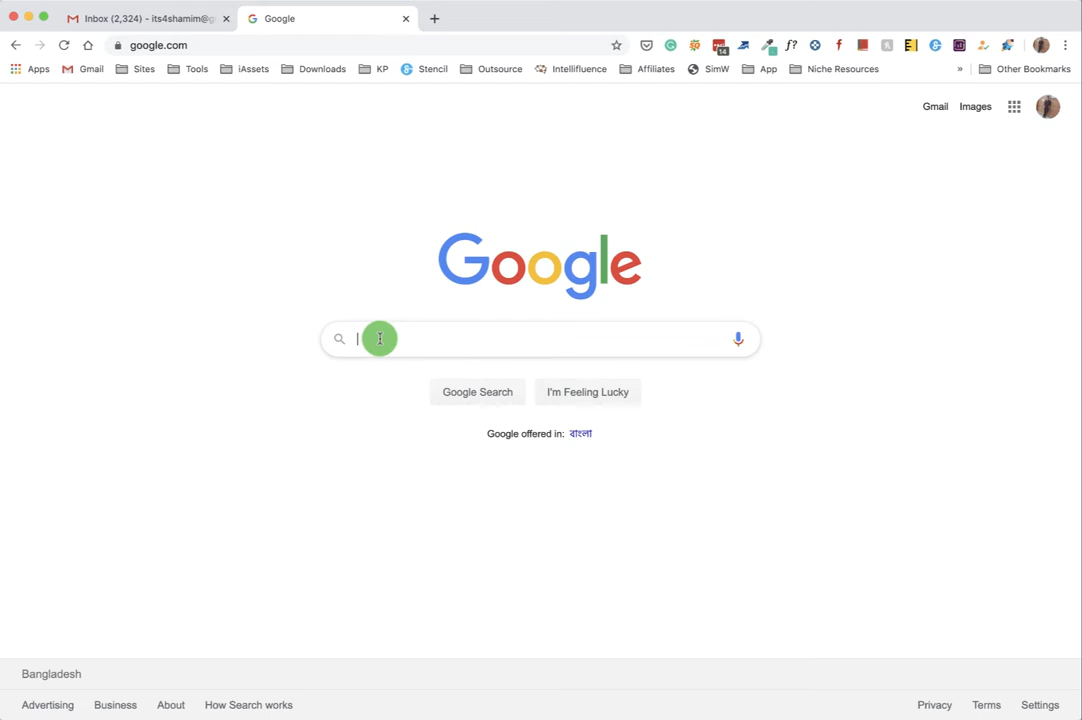 Inbox (2,324) - its4shamim@g
Google
google.com
14
f?
Apps
Gmail
Sites
Tools
iAssets
Downloads
KP
Stencil
Outsource
Intellifluence
Affiliates
SimW
App
Niche Resources
»
Other Bookmarks
Gmail
Images
Google
Google Search
I'm Feeling Lucky
Google offered in: বাংলা
Bangladesh
Advertising
Business
About
How Search works
Privacy
Terms
Settings